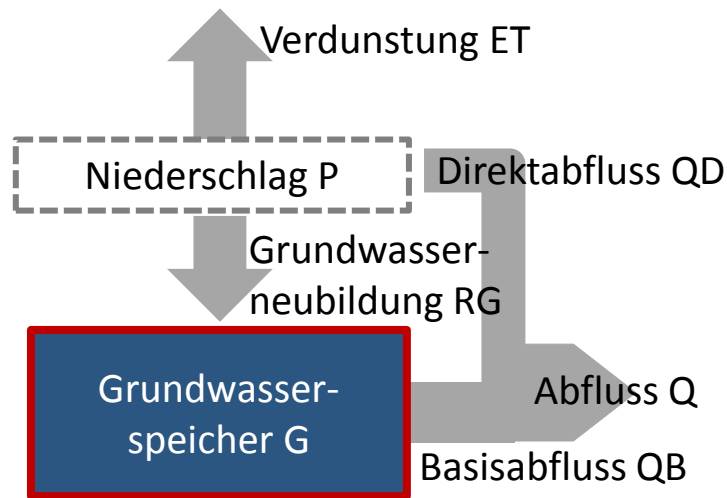 Verdunstung ET
Niederschlag P
Direktabfluss QD
Grundwasser-
neubildung RG
Grundwasser-
speicher G
Abfluss Q
Basisabfluss QB